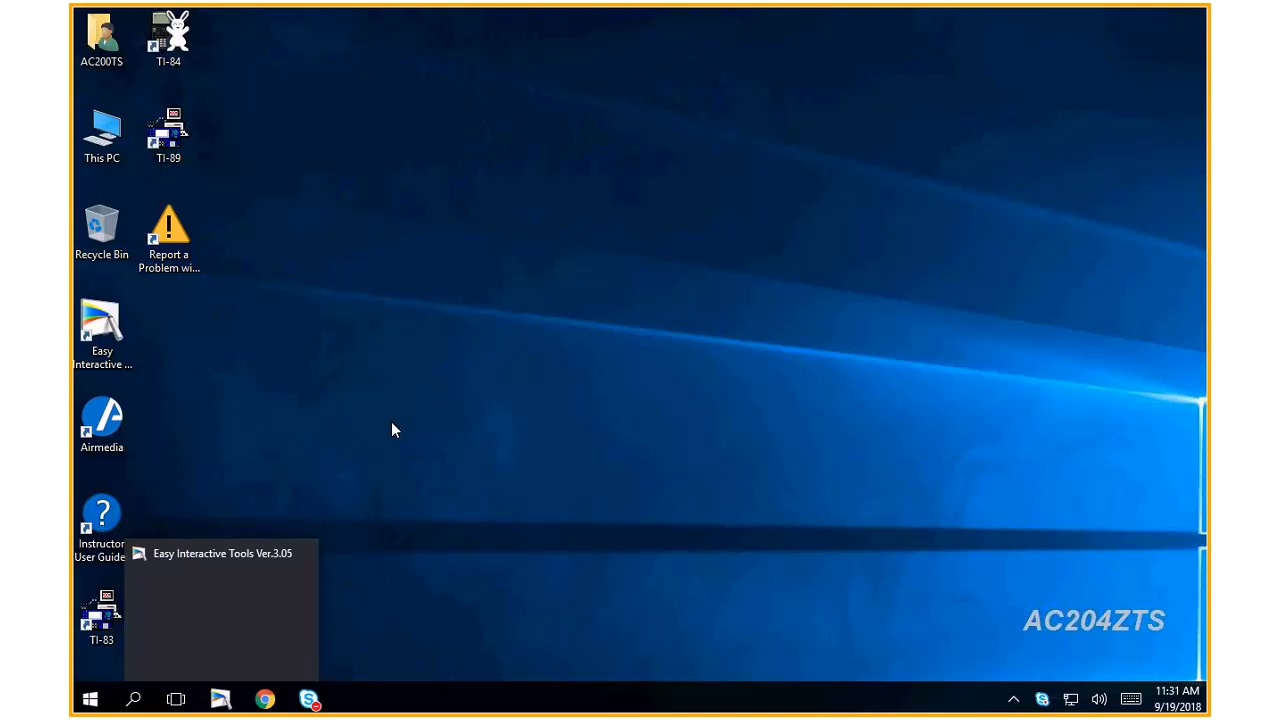 AC200TS
TI-84
This PC
TI-89
Recycle Bin
Report a
Problem wi...
Easy
Interactive ...
Airmedia
Instructor
User Guide
TI-83
Easy Interactive Tools Ver.3.05
AC204ZTS
11:31 AM
9/19/2018